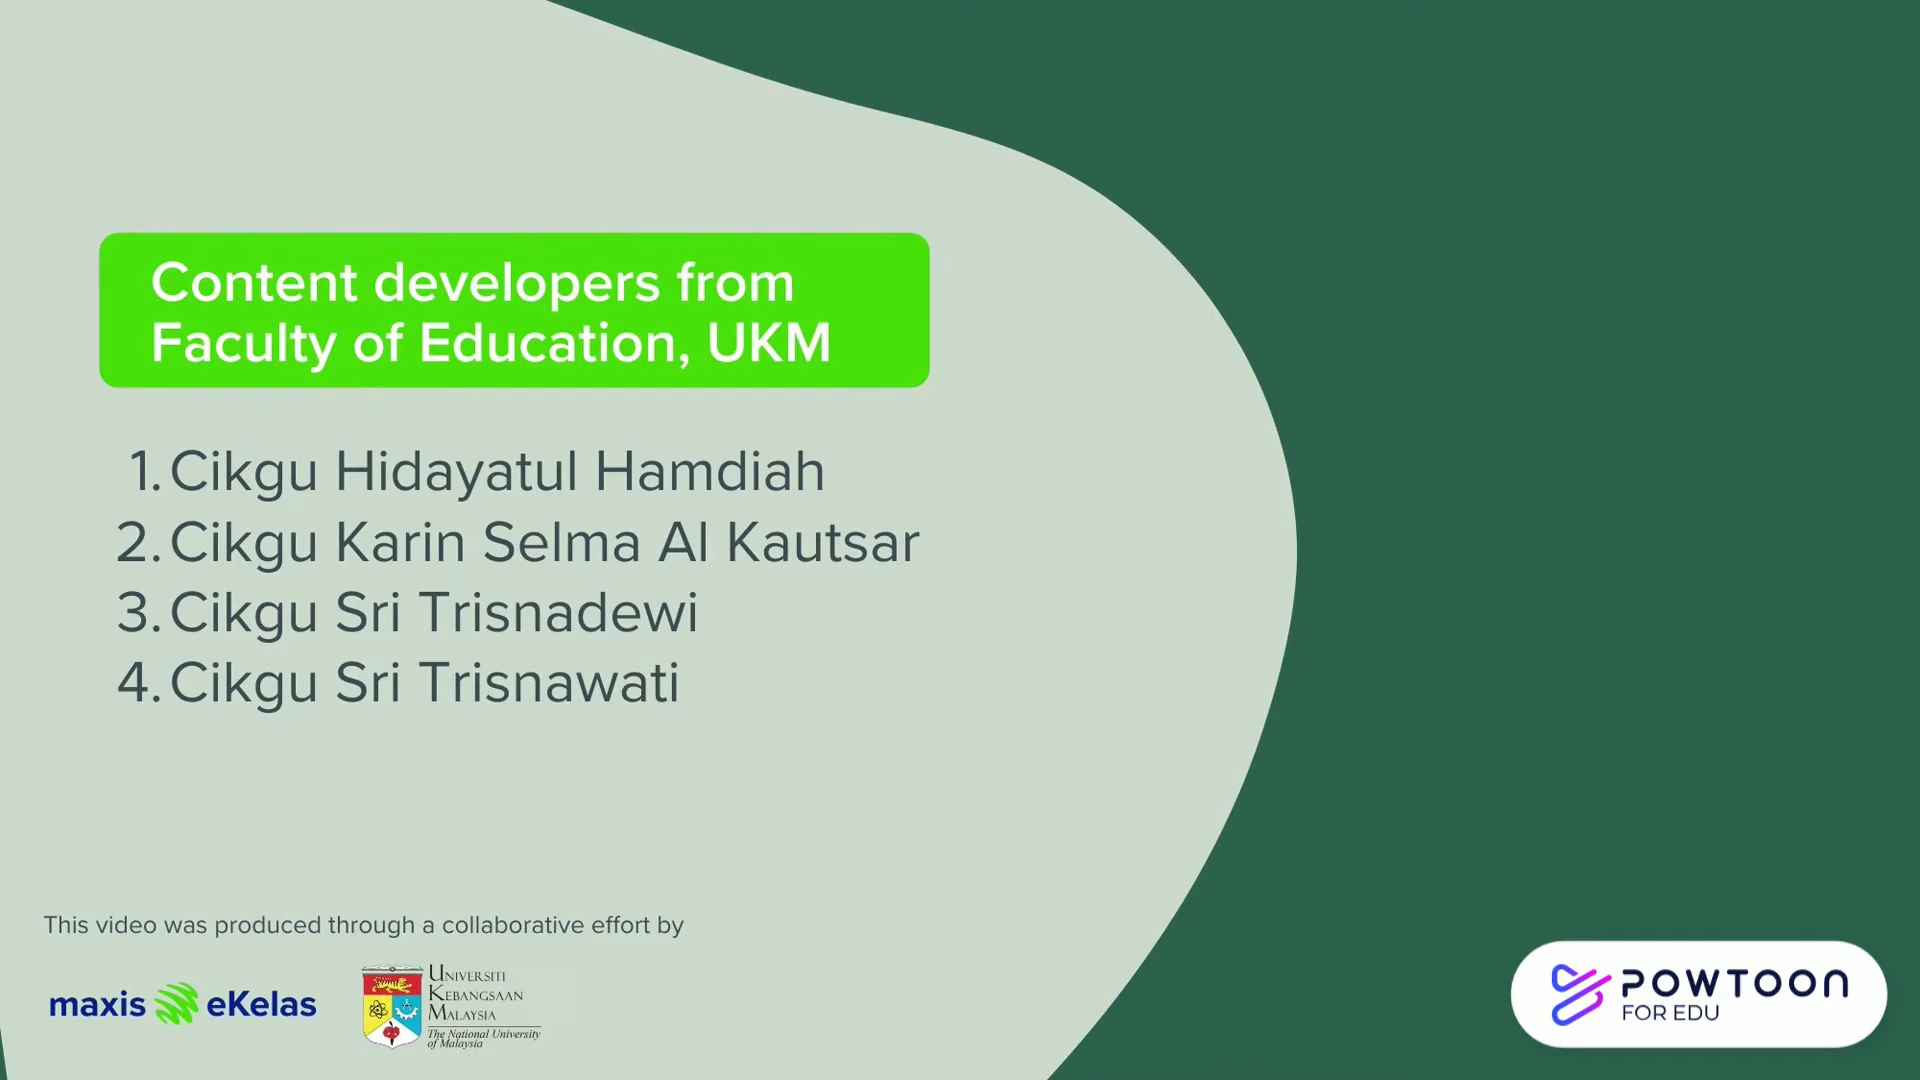 Content developers from
Faculty of Education, UKM
1. Cikgu Hidayatul Hamdiah
2. Cikgu Karin Selma Al Kautsar
3. Cikgu Sri Trisnadewi
4. Cikgu Sri Trisnawati
This video was produced through a collaborative effort by
maxis eKelas
UNIVERSITI
KEBANGSAAN
MALAYSIA
The National University
of Malaysia
POWTOON
FOR EDU